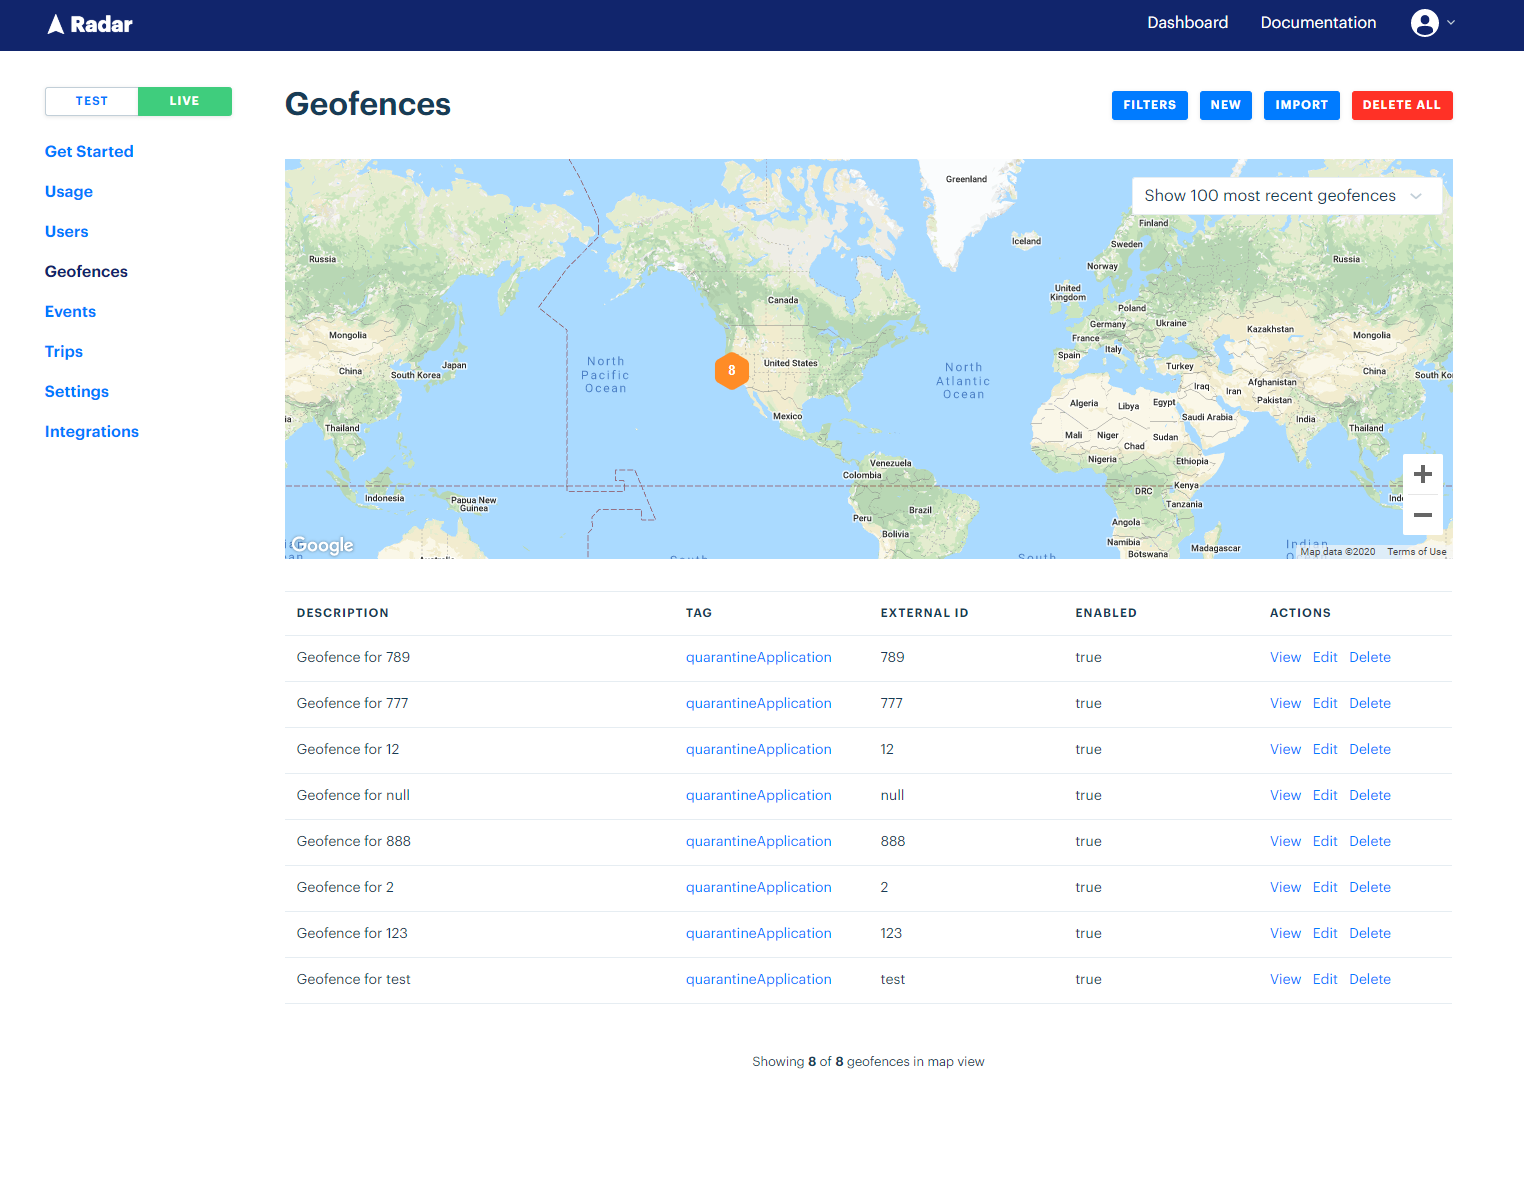 Radar
Dashboard
Documentation
TEST
LIVE
Geofences
FILTERS
NEW
IMPORT
DELETE ALL
Get Started
Usage
Users
Geofences
Events
Trips
Settings
Integrations
Show 100 most recent geofences
Greenland
Iceland
Finland
Sweden
Norway
Russia
Russia
United
Kingdom
Canada
Poland
Germany
Ukraine
France
Kazakhstan
Mongolia
Mongolia
Italy
Spain
North
Pacific
Ocean
8
United States
North
Atlantic
Ocean
Turkey
China
Japan
South Korea
China
South Ko
Iraq
Iran
Afghanistan
Pakistan
Algeria
Libya
Egypt
Saudi Arabia
Mexico
India
Thailand
Thailand
Mali
Niger
Chad
Sudan
Nigeria
Ethiopia
Venezuela
Colombia
DRC
Kenya
Indonesia
Papua New
Guinea
Tanzania
Brazil
Peru
Bolivia
Angola
Namibia
Botswana
Madagascar
Indian
South
South
Google
Map data ©2020
Terms of Use
DESCRIPTION TAG EXTERNAL ID ENABLED ACTIONS
Geofence for 789 quarantineApplication 789 true View Edit Delete
Geofence for 777 quarantineApplication 777 true View Edit Delete
Geofence for 12 quarantineApplication 12 true View Edit Delete
Geofence for null quarantineApplication null true View Edit Delete
Geofence for 888 quarantineApplication 888 true View Edit Delete
Geofence for 2 quarantineApplication 2 true View Edit Delete
Geofence for 123 quarantineApplication 123 true View Edit Delete
Geofence for test quarantineApplication test true View Edit Delete
Showing 8 of 8 geofences in map view